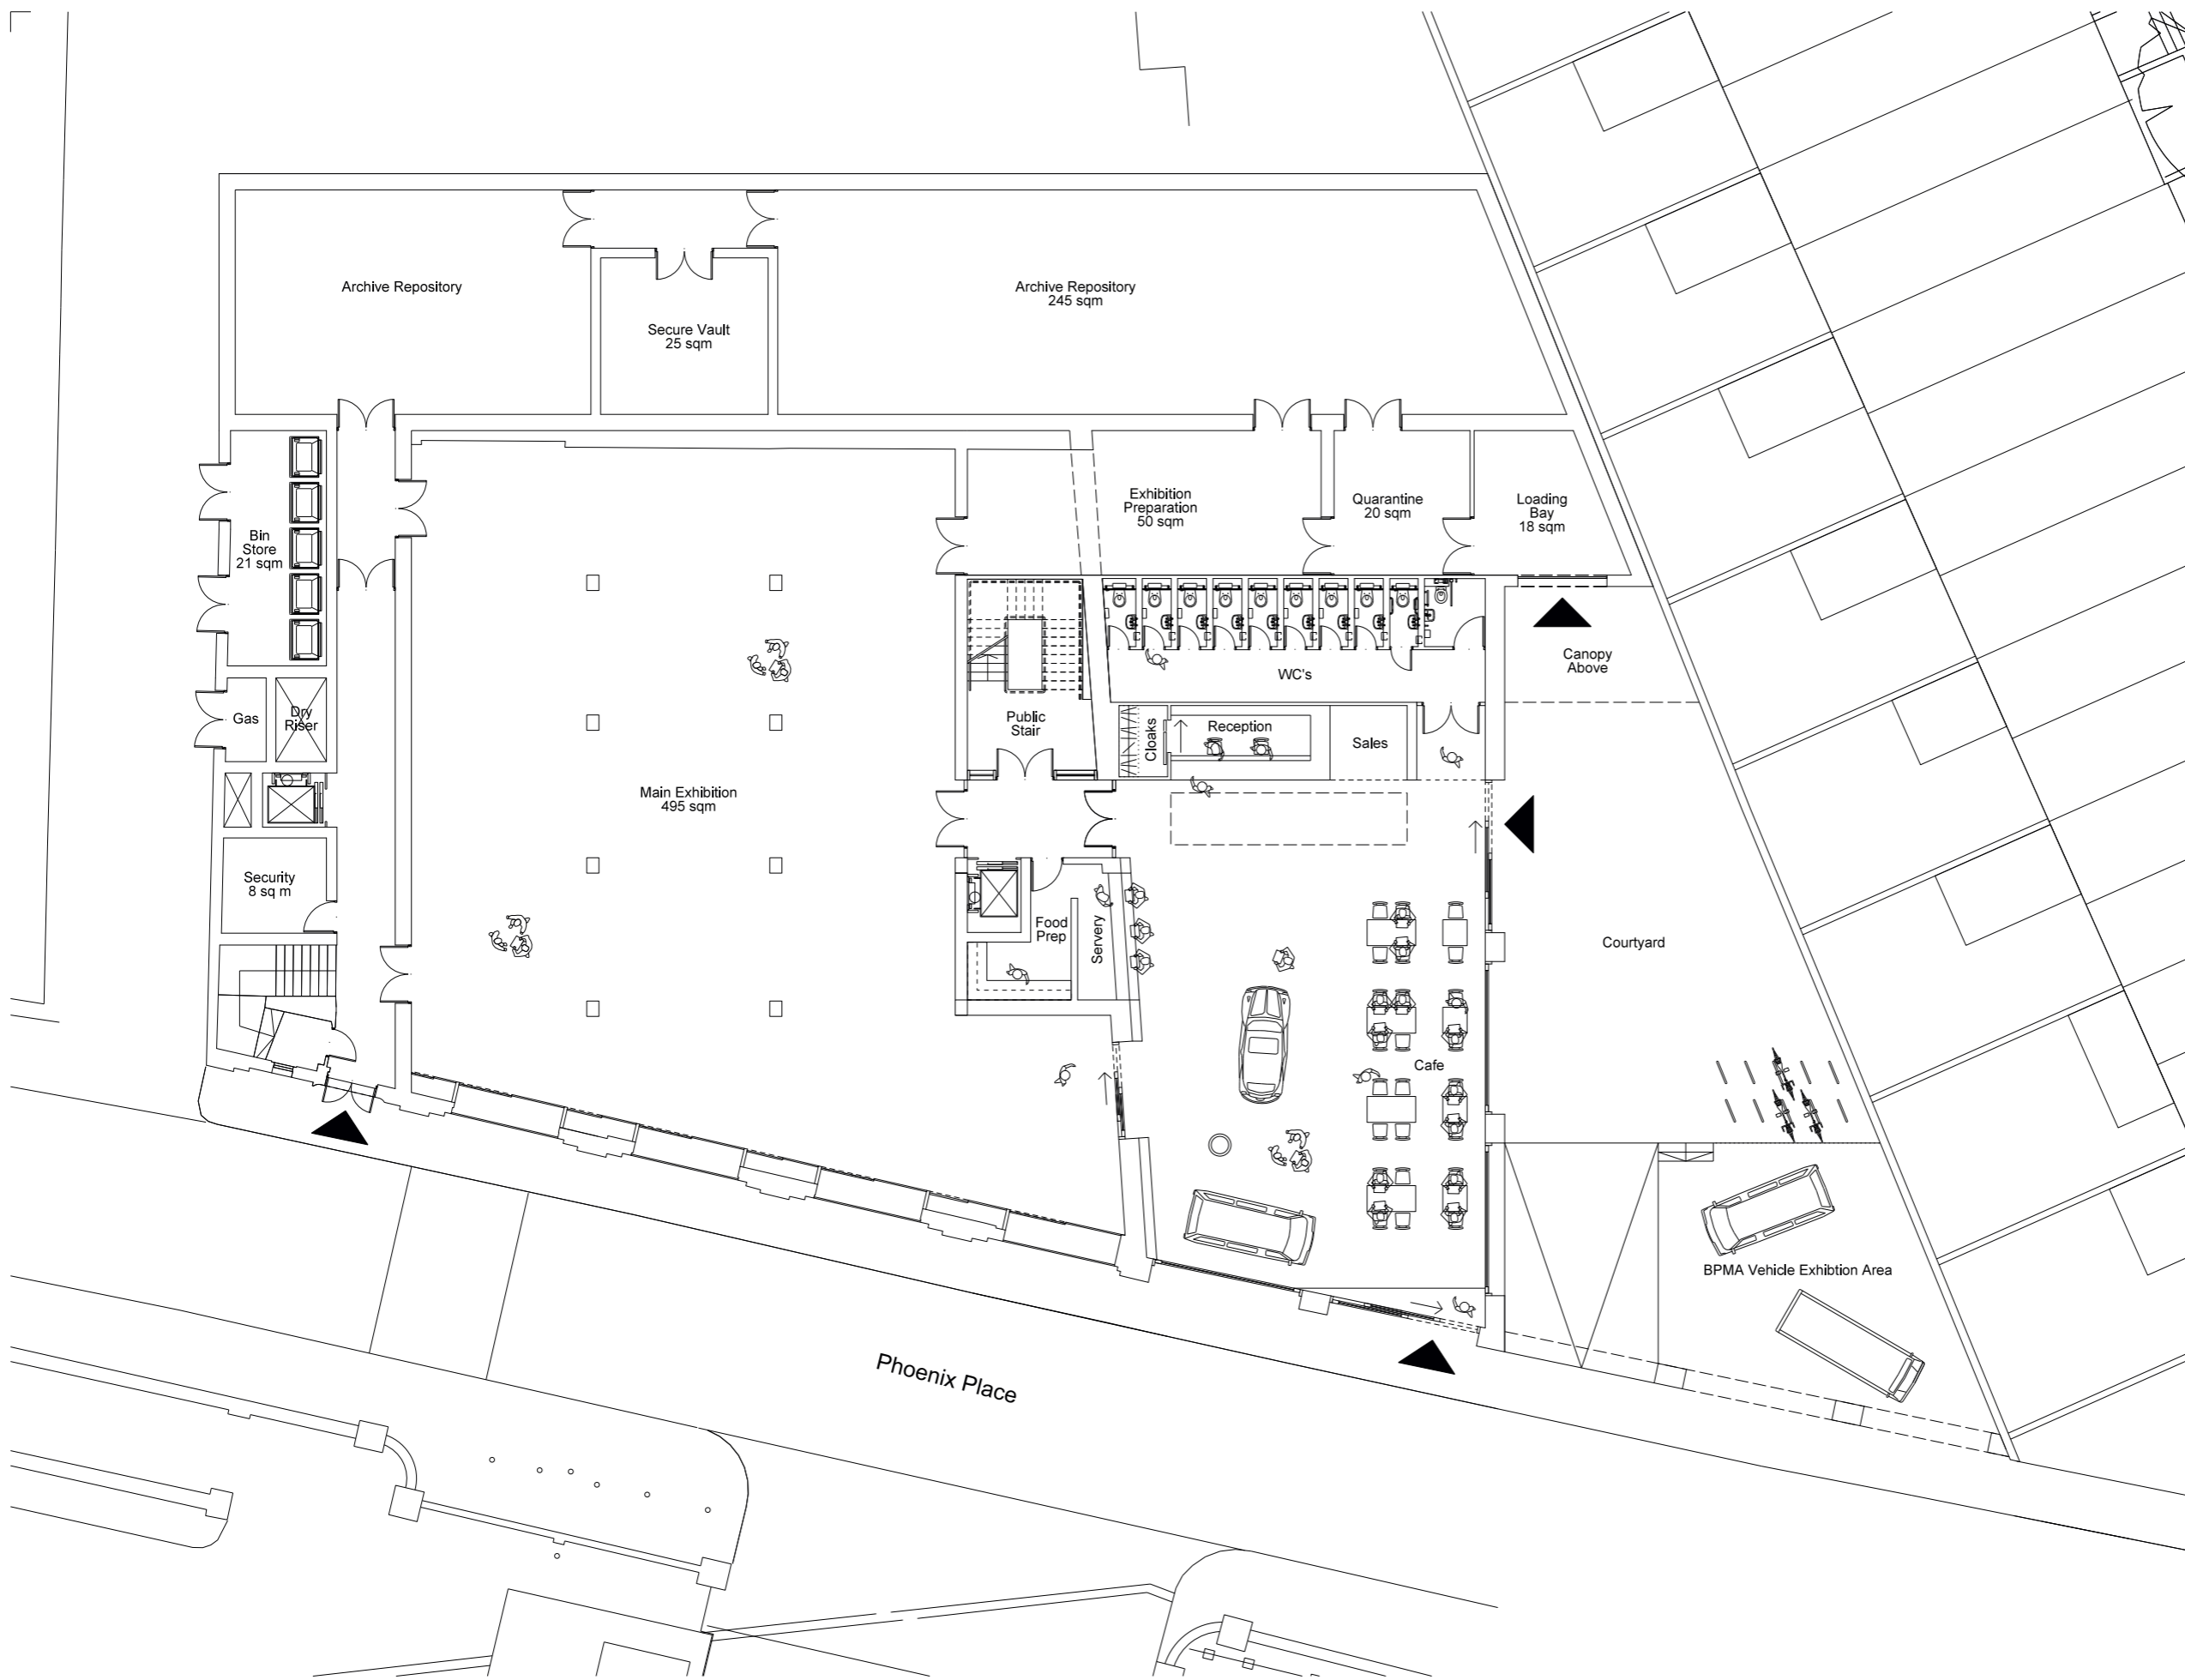 Archive Repository
Archive Repository
245 sqm
Secure Vault
25 sqm
Exhibition
Preparation
50 sqm
Quarantine
20 sqm
Loading
Bay
18 sqm
Bin
Store
21 sqm
Canopy
Above
WC's
Gas
Dry
Riser
Public
Stair
Cloaks
Reception
Sales
Main Exhibition
495 sqm
Security
8 sq m
Food
Prep
Servery
Courtyard
Cafe
BPMA Vehicle Exhibtion Area
Phoenix Place